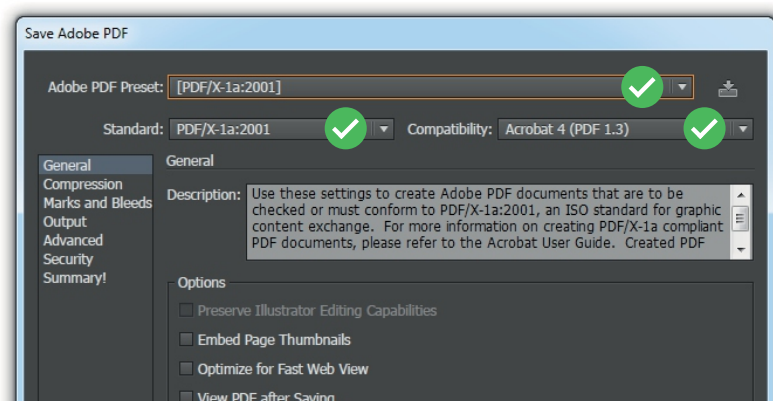 Save Adobe PDF
Adobe PDF Preset: [PDF/X-1a:2001]
Standard: PDF/X-1a:2001 Compatibility: Acrobat 4 (PDF 1.3)
General
Compression
Marks and Bleeds
Output
Advanced
Security
Summary!
General
Description: Use these settings to create Adobe PDF documents that are to be
checked or must conform to PDF/X-1a:2001, an ISO standard for graphic
content exchange. For more information on creating PDF/X-1a compliant
PDF documents, please refer to the Acrobat User Guide. Created PDF
Options
Preserve Illustrator Editing Capabilities
Embed Page Thumbnails
Optimize for Fast Web View
View PDF after Saving